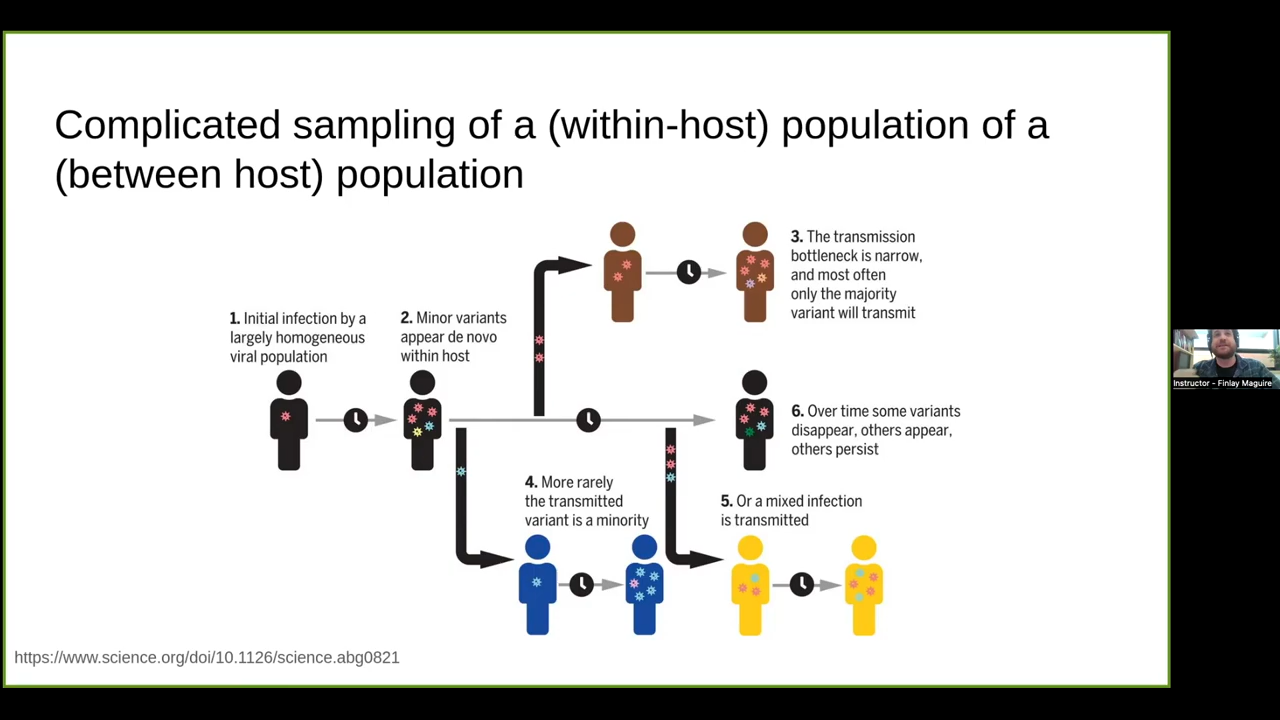 Complicated sampling of a (within-host) population of a
(between host) population
1. Initial infection by a
largely homogeneous
viral population
2. Minor variants
appear de novo
within host
3. The transmission
bottleneck is narrow,
and most often
only the majority
variant will transmit
6. Over time some variants
disappear, others appear,
others persist
4. More rarely
the transmitted
variant is a minority
5. Or a mixed infection
is transmitted
https://www.science.org/doi/10.1126/science.abg0821
Instructor - Finlay Maguire